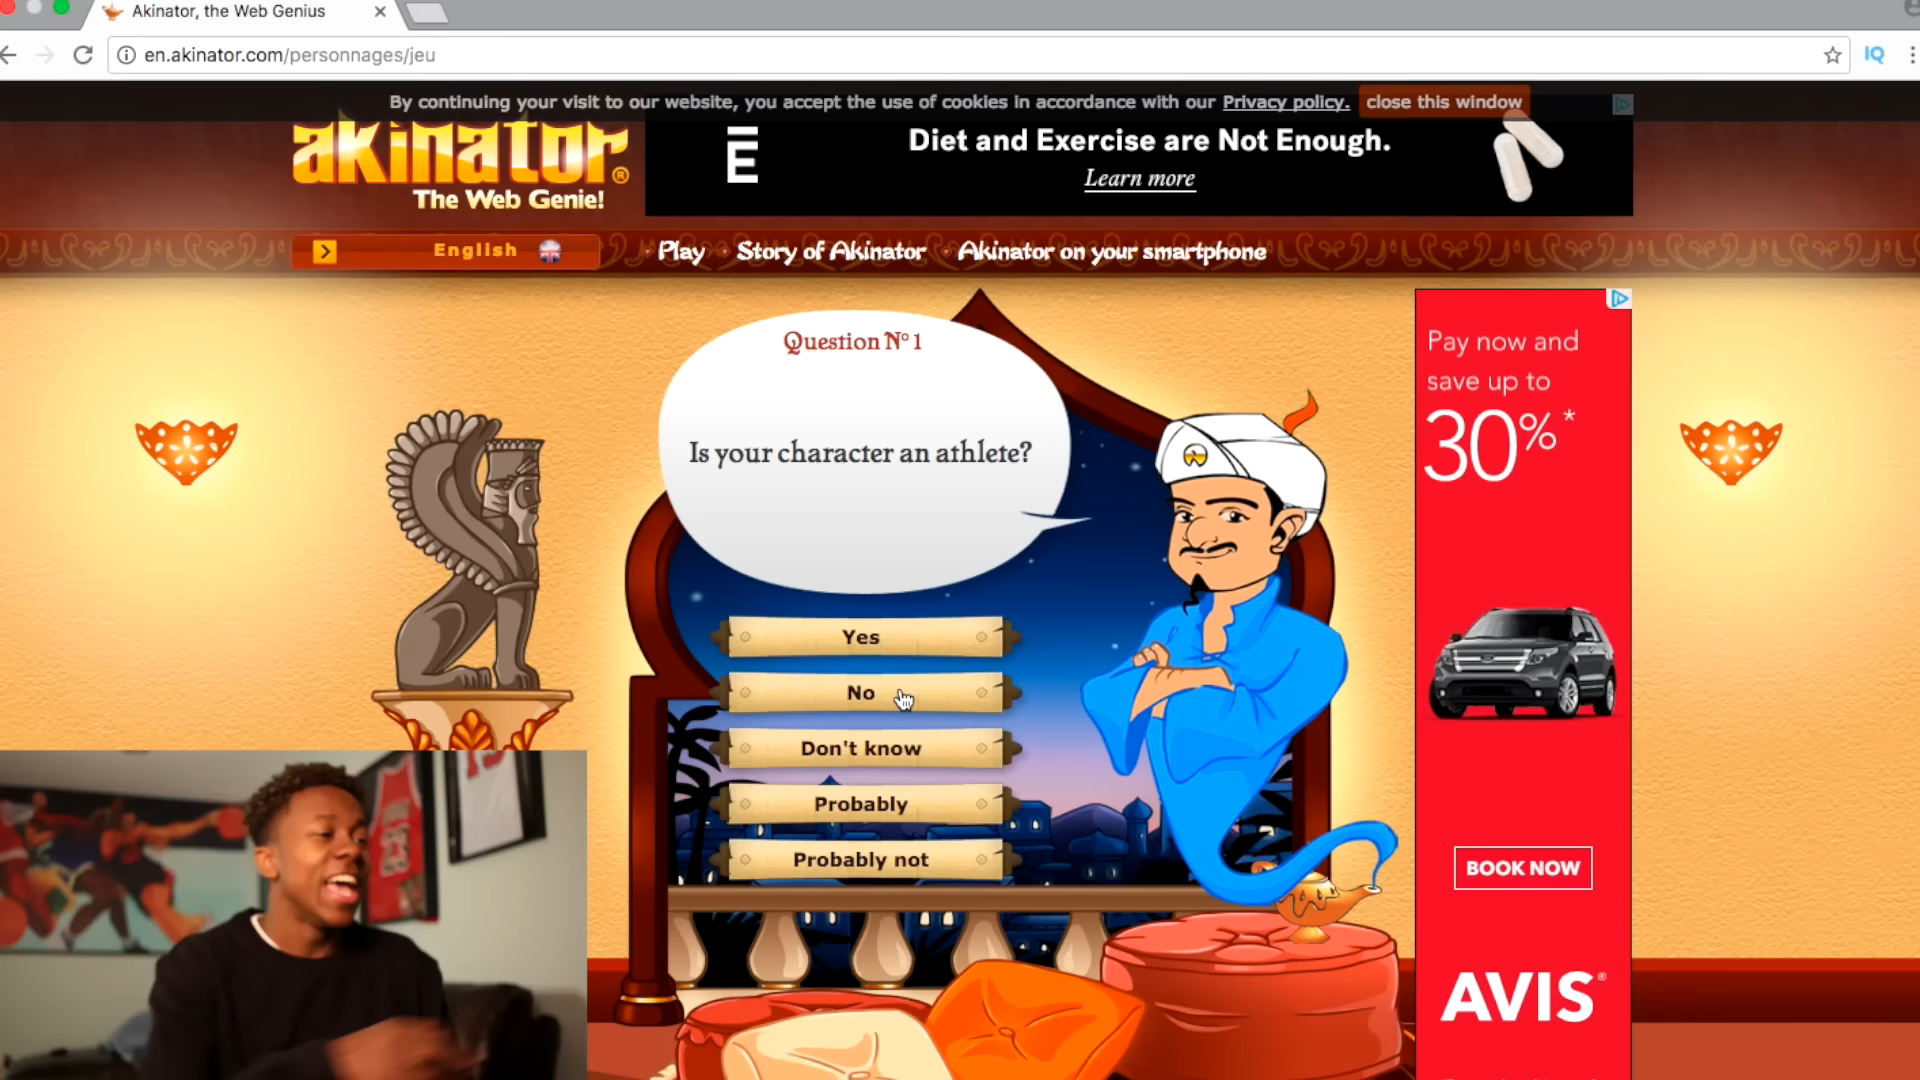 Akinator, the Web Genius
en.akinator.com/personnages/jeu
IQ
By continuing your visit to our website, you accept the use of cookies in accordance with our Privacy policy. close this window
akinator®
The Web Genie!
E
Diet and Exercise are Not Enough.
Learn more
English
Play
Story of Akinator
Akinator on your smartphone
Question N° 1
Is your character an athlete?
Yes
No
Don't know
Probably
Probably not
Pay now and
save up to
30%*
BOOK NOW
AVIS®
23